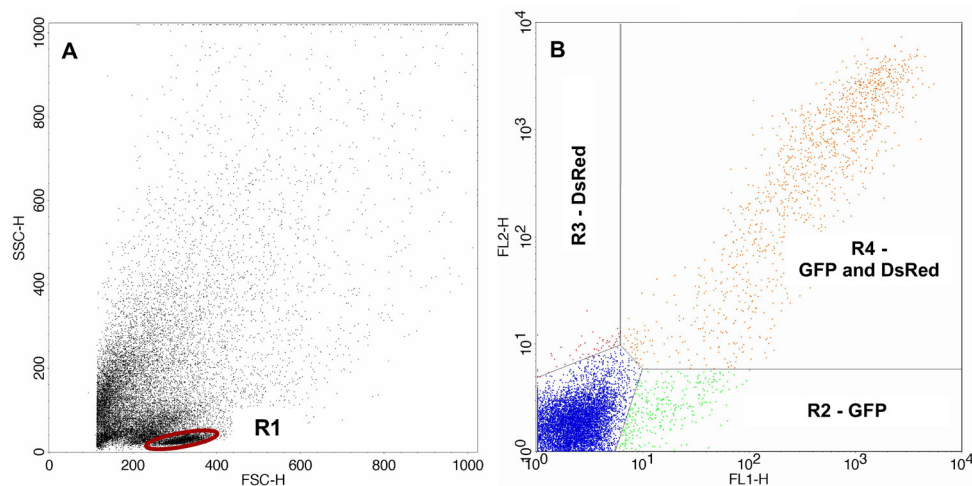 A
1000
800
600
400
200
0
SSC-H
R1
0
200
400
600
800
1000
FSC-H
B
10^4
10^3
10^2
10^1
10^0
FL2-H
R3 - DsRed
R4 -
GFP and DsRed
R2 - GFP
10^0
10^1
10^2
10^3
10^4
FL1-H